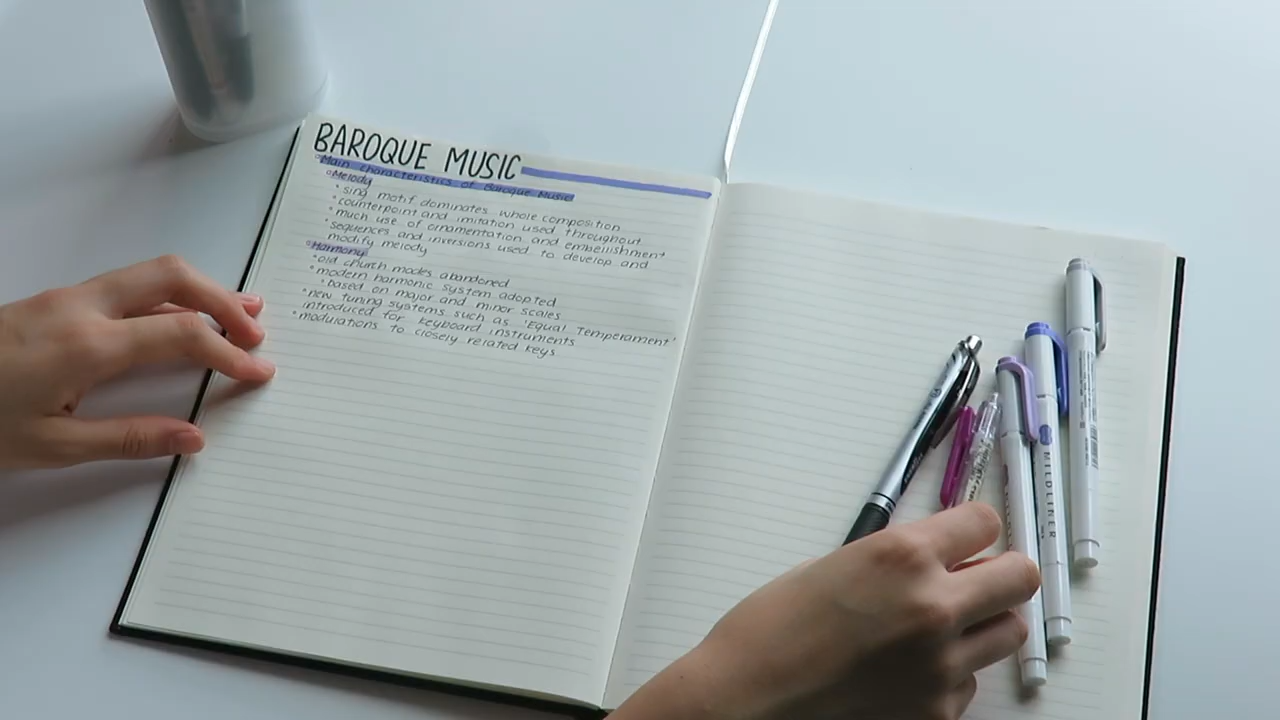 BAROQUE MUSIC
Main characteristics of Baroque Music
Melody
sing motif dominates whole composition
counterpoint and imitation used throughout
much use of ornamentation and embellishment
sequences and inversions used to develop and
modify melody
Harmony
old church modes abandoned
modern harmonic system adopted
based on major and minor scales
new tuning systems such as 'Equal Temperament'
introduced for keyboard instruments
modulations to closely related keys
MILDLINER